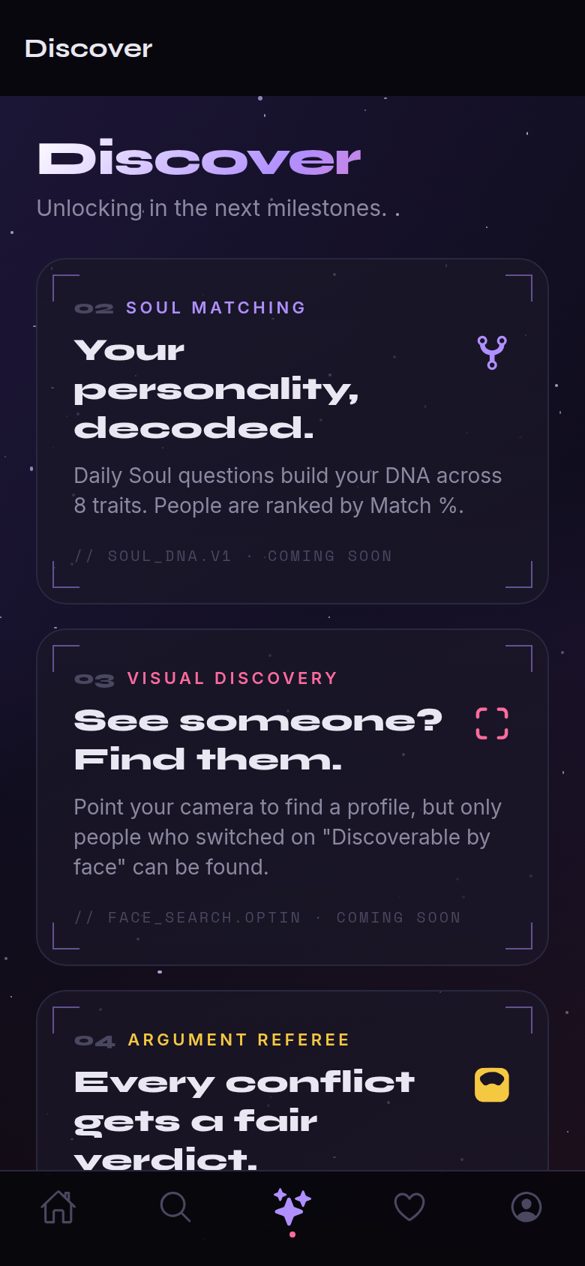 Discover
Discover
Unlocking in the next milestones. .
02 SOUL MATCHING
Your
personality,
decoded.
Daily Soul questions build your DNA across
8 traits. People are ranked by Match %.
// SOUL_DNA.V1 · COMING SOON
03 VISUAL DISCOVERY
See someone?
Find them.
Point your camera to find a profile, but only
people who switched on "Discoverable by
face" can be found.
// FACE_SEARCH.OPTIN · COMING SOON
04 ARGUMENT REFEREE
Every conflict
gets a fair
verdict.